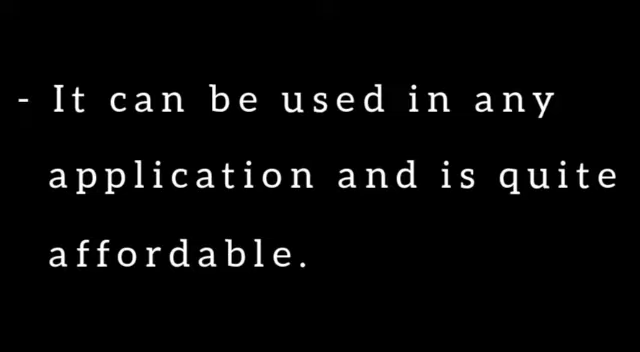 - It can be used in any
application and is quite
affordable.